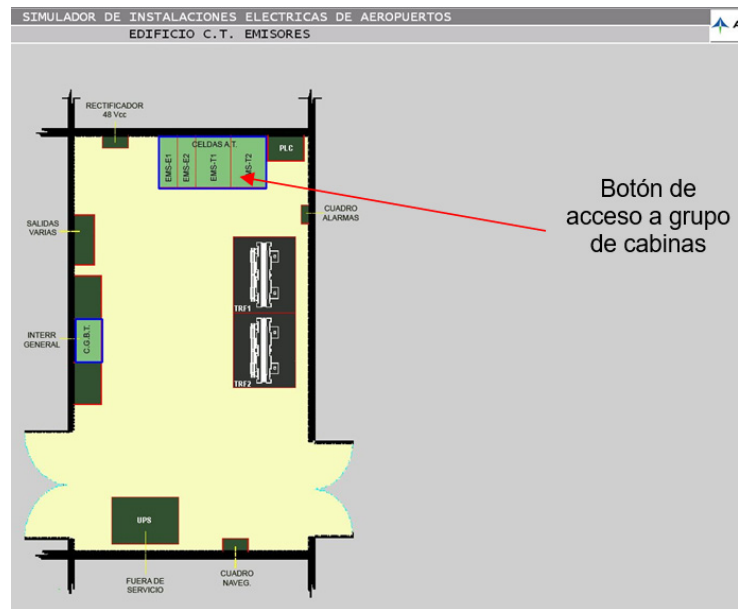 SIMULADOR DE INSTALACIONES ELECTRICAS DE AEROPUERTOS
EDIFICIO C.T. EMISORES
A
RECTIFICADOR
48 Vcc
CELDAS A.T.
EMS-E1
EMS-E2
EMS-T1
MS-T2
PLC
Botón de
acceso a grupo
de cabinas
CUADRO
ALARMAS
SALIDAS
VARIAS
TRF1
INTERR
GENERAL
C.G.B.T.
TRF2
UPS
FUERA DE
SERVICIO
CUADRO
NAVEG.